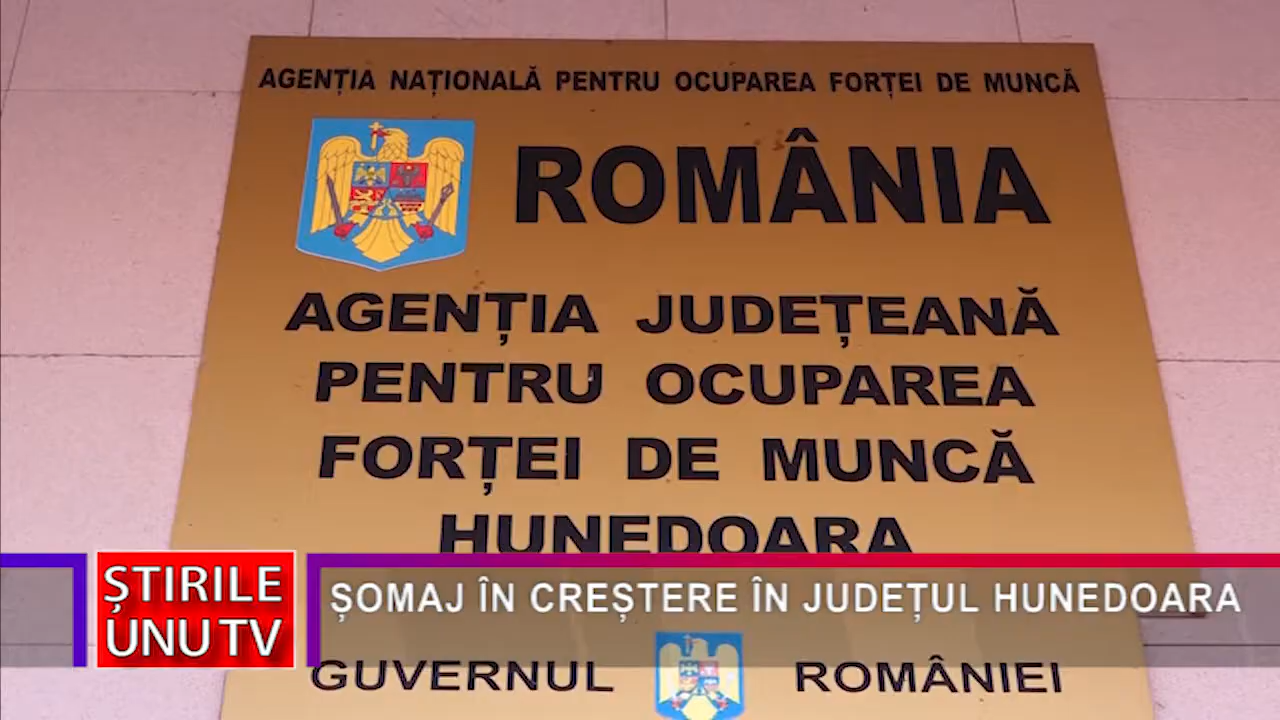 AGENȚIA NAȚIONALĂ PENTRU OCUPAREA FORȚEI DE MUNCĂ
ROMÂNIA
AGENȚIA JUDEȚEANĂ
PENTRU OCUPAREA
FORȚEI DE MUNCĂ
HUNEDOARA
ȘTIRILE
UNU TV
ȘOMAJ ÎN CREȘTERE ÎN JUDEȚUL HUNEDOARA
GUVERNUL ROMÂNIEI